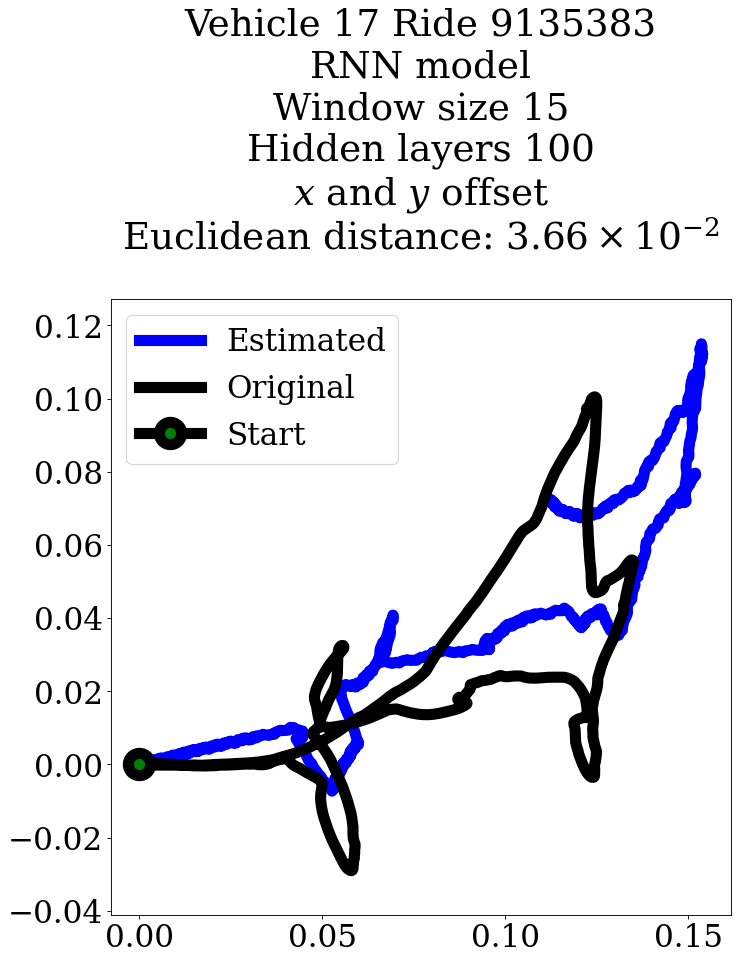 Vehicle 17 Ride 9135383
RNN model
Window size 15
Hidden layers 100
x and y offset
Euclidean distance: 3.66 × 10⁻²
Estimated
Original
Start
0.12
0.10
0.08
0.06
0.04
0.02
0.00
−0.02
−0.04
0.00 0.05 0.10 0.15